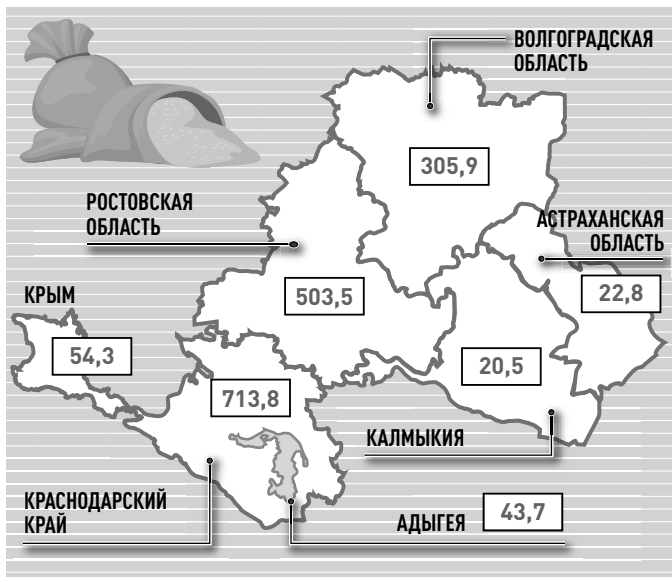 ВОЛГОГРАДСКАЯ
ОБЛАСТЬ
305,9
РОСТОВСКАЯ
ОБЛАСТЬ
503,5
АСТРАХАНСКАЯ
ОБЛАСТЬ
22,8
КРЫМ
54,3
20,5
713,8
КАЛМЫКИЯ
КРАСНОДАРСКИЙ
КРАЙ
АДЫГЕЯ
43,7